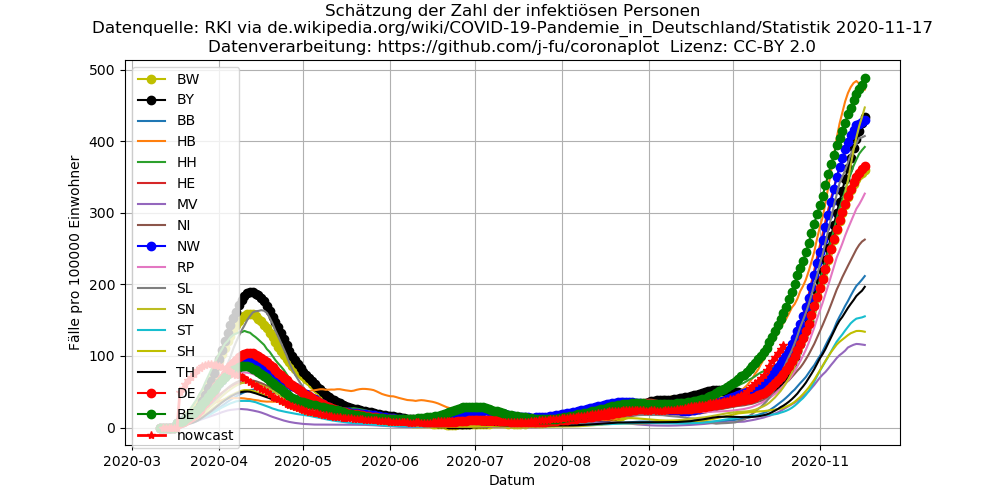 Schätzung der Zahl der infektiösen Personen
Datenquelle: RKI via de.wikipedia.org/wiki/COVID-19-Pandemie_in_Deutschland/Statistik 2020-11-17
Datenverarbeitung: https://github.com/j-fu/coronaplot  Lizenz: CC-BY 2.0
Fälle pro 100000 Einwohner
500
400
300
200
100
0
BW
BY
BB
HB
HH
HE
MV
NI
NW
RP
SL
SN
ST
SH
TH
DE
BE
nowcast
2020-03 2020-04 2020-05 2020-06 2020-07 2020-08 2020-09 2020-10 2020-11
Datum